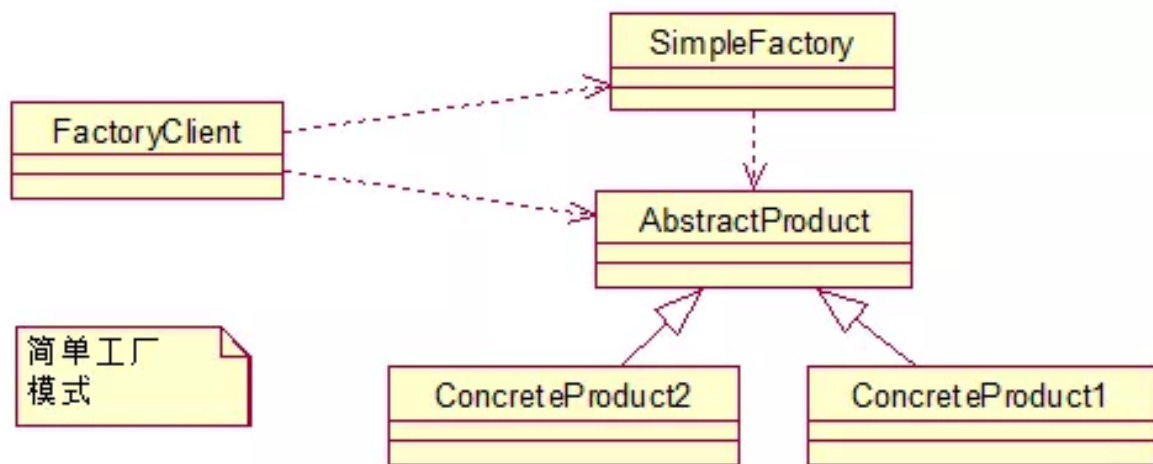 SimpleFactory
FactoryClient
AbstractProduct
简单工厂
模式
ConcreteProduct2
ConcreteProduct1